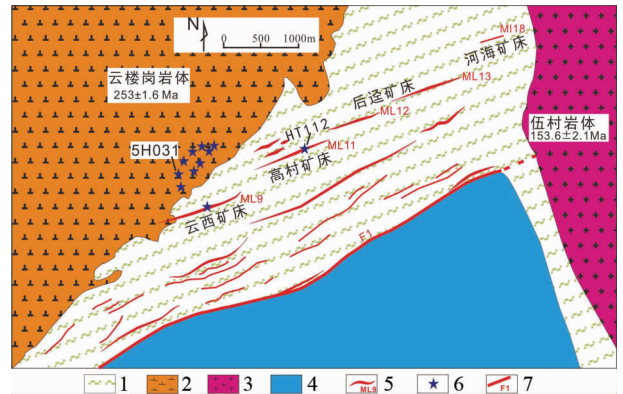 N
0 500 1000m
云楼岗岩体
253±1.6 Ma
5H031
HT112
Ml18
河海矿床
ML13
后迳矿床
ML12
ML11
高村矿床
ML9
云西矿床
伍村岩体
153.6±2.1Ma
F1
1 2 3 4 ML9 5 6 F1 7